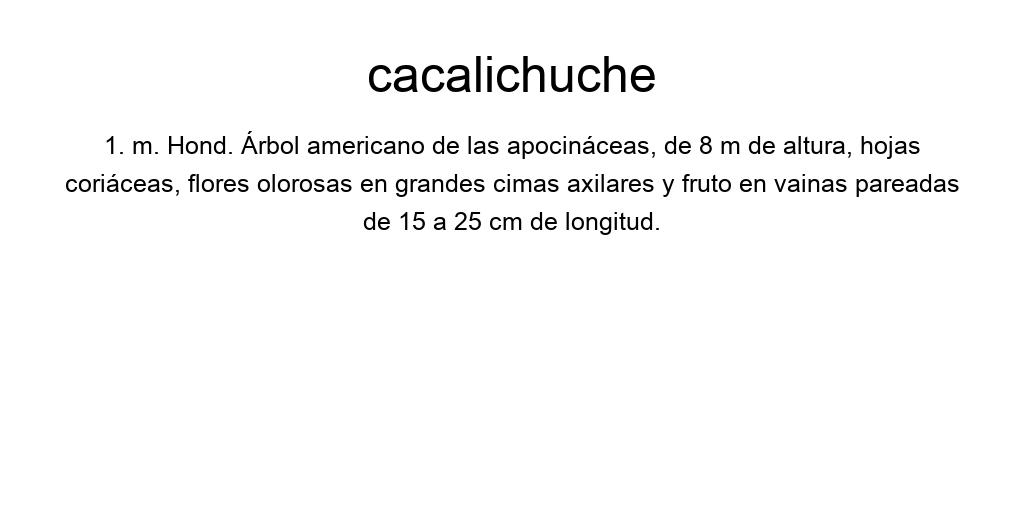 cacalichuche
1. m. Hond. Árbol americano de las apocináceas, de 8 m de altura, hojas
coriáceas, flores olorosas en grandes cimas axilares y fruto en vainas pareadas
de 15 a 25 cm de longitud.